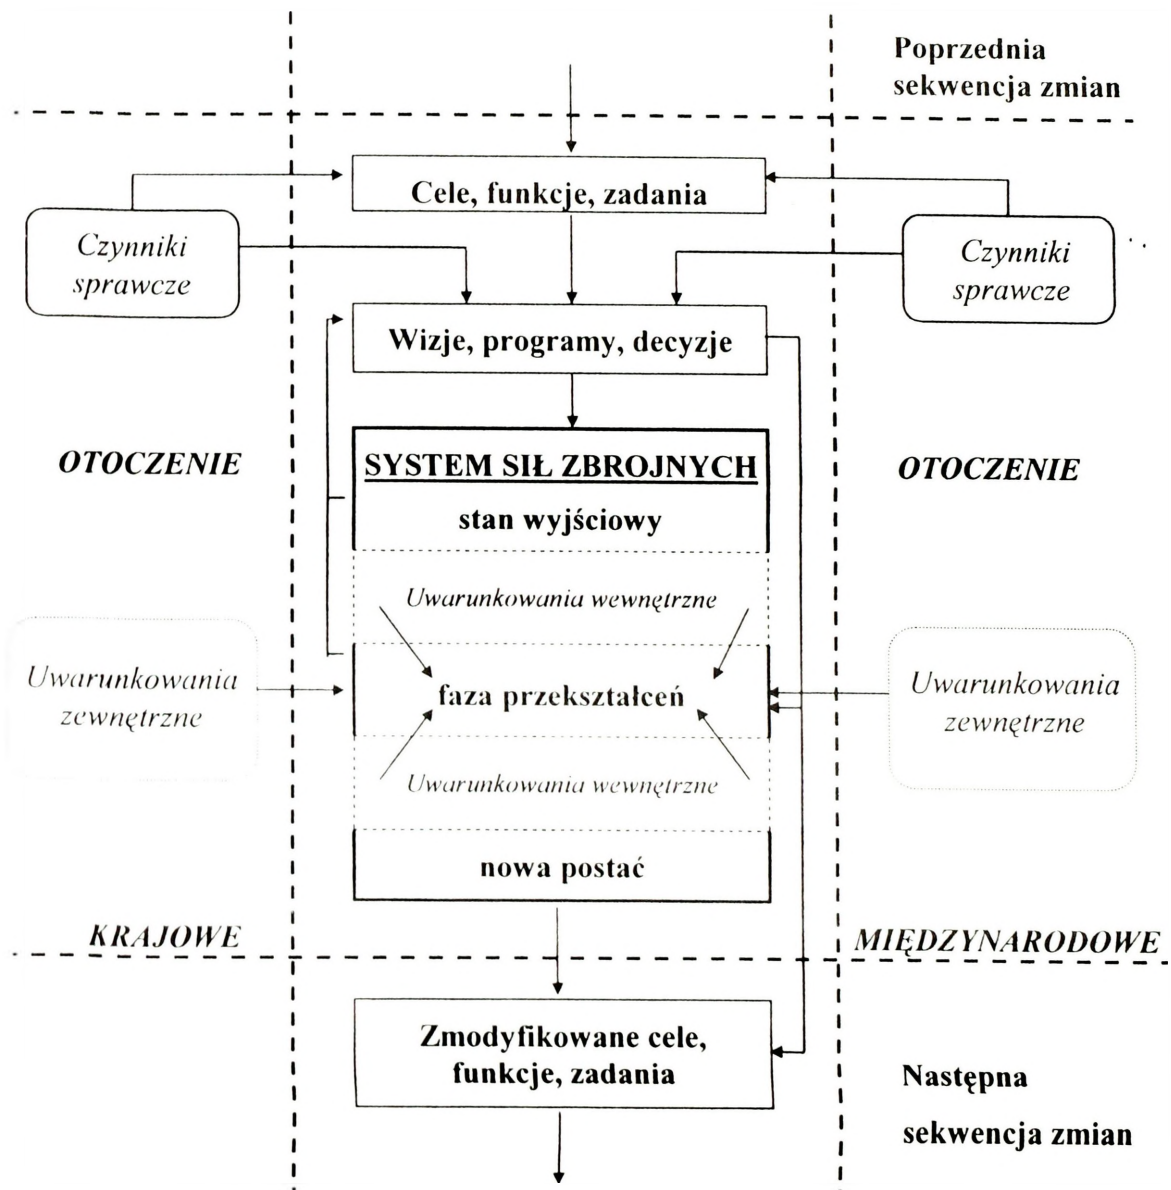 Poprzednia
sekwencja zmian
Cele, funkcje, zadania
Czynniki
sprawcze
Czynniki
sprawcze
Wizje, programy, decyzje
OTOCZENIE
SYSTEM SIŁ ZBROJNYCH
OTOCZENIE
stan wyjściowy
Uwarunkowania wewnętrzne
Uwarunkowania
zewnętrzne
faza przekształceń
Uwarunkowania
zewnętrzne
Uwarunkowania wewnętrzne
nowa postać
KRAJOWE
MIĘDZYNARODOWE
Zmodyfikowane cele,
funkcje, zadania
Następna
sekwencja zmian